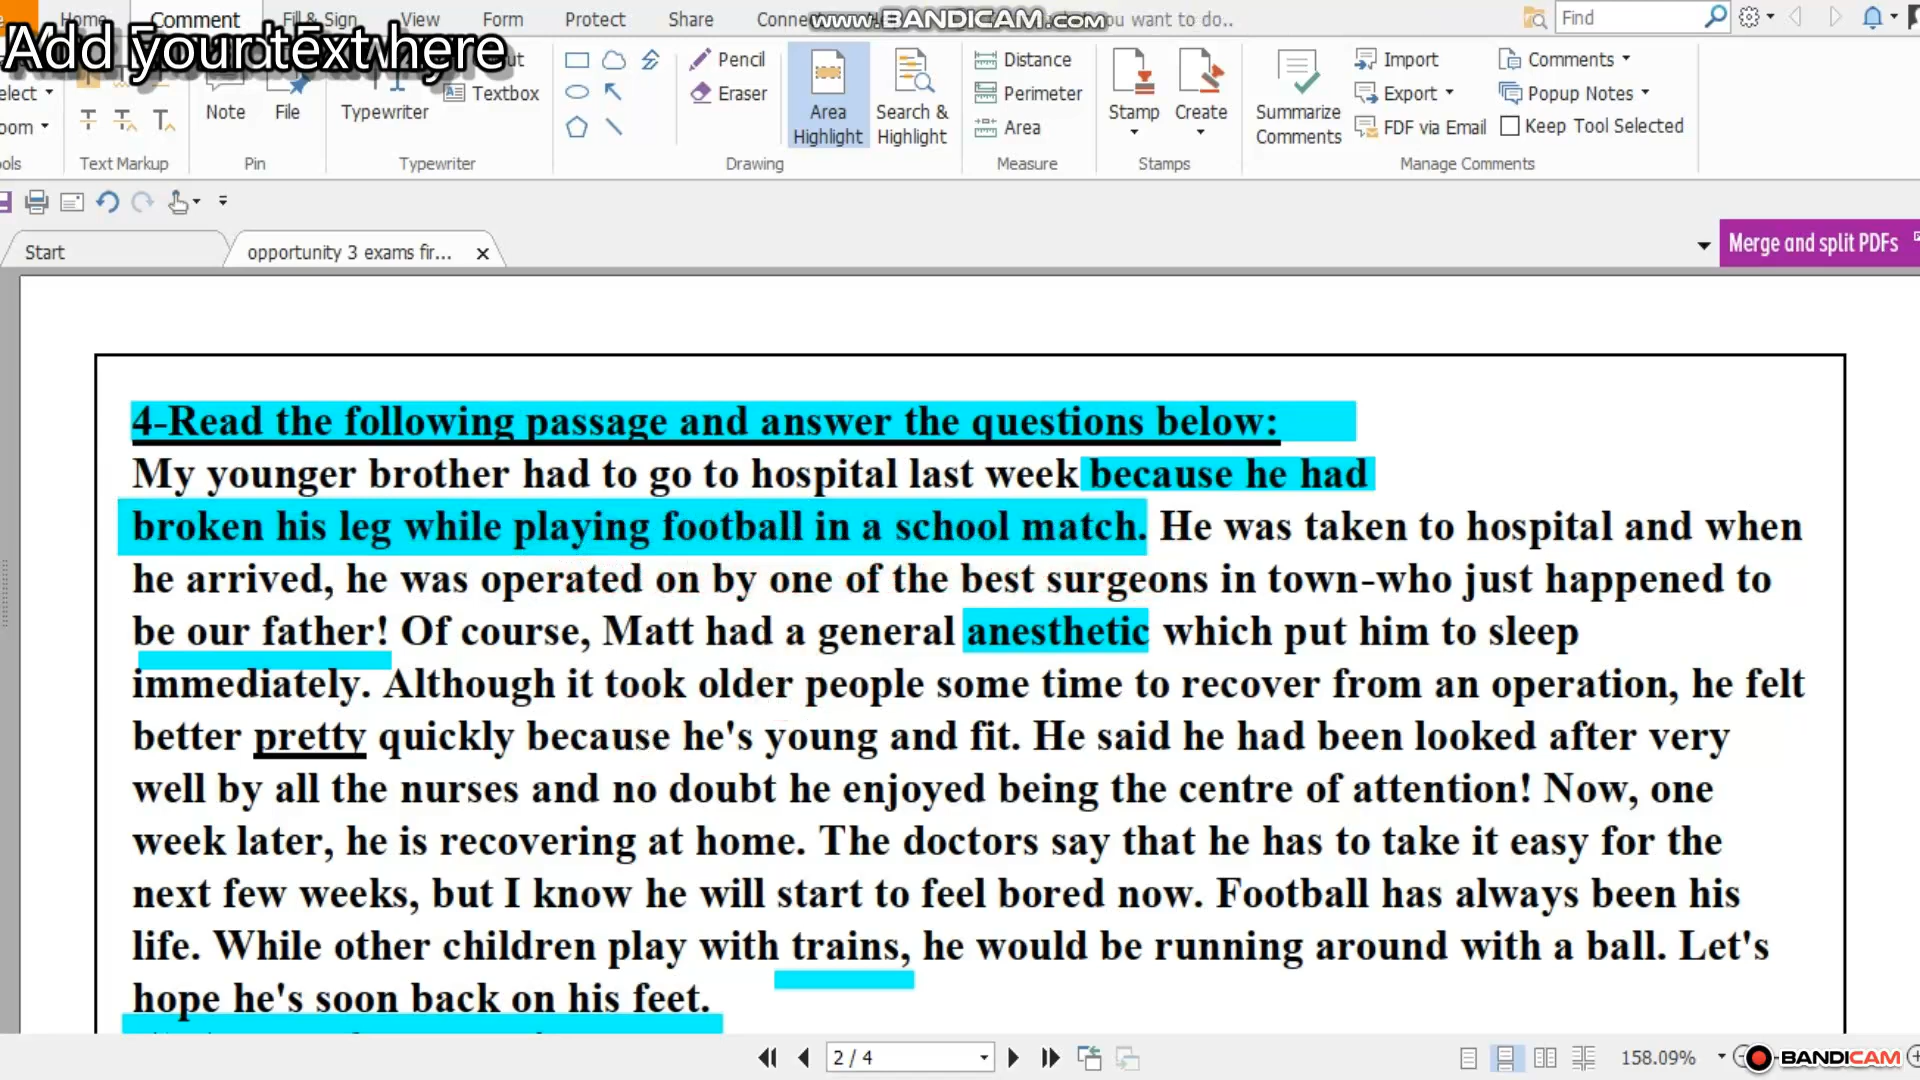 Home Comment Fill & Sign View Form Protect Share Connect www.BANDICAM.com you want to do.. Find
Add your text here
elect
oom
ools
Text Markup
Note
File
Pin
Typewriter
Textbox
Typewriter
Pencil
Eraser
Area Highlight
Search & Highlight
Drawing
Distance
Perimeter
Area
Measure
Stamp
Create
Stamps
Summarize Comments
Import
Export
FDF via Email
Comments
Popup Notes
Keep Tool Selected
Manage Comments
Start
opportunity 3 exams fir...
Merge and split PDFs
4-Read the following passage and answer the questions below:
My younger brother had to go to hospital last week because he had
broken his leg while playing football in a school match. He was taken to hospital and when
he arrived, he was operated on by one of the best surgeons in town-who just happened to
be our father! Of course, Matt had a general anesthetic which put him to sleep
immediately. Although it took older people some time to recover from an operation, he felt
better pretty quickly because he's young and fit. He said he had been looked after very
well by all the nurses and no doubt he enjoyed being the centre of attention! Now, one
week later, he is recovering at home. The doctors say that he has to take it easy for the
next few weeks, but I know he will start to feel bored now. Football has always been his
life. While other children play with trains, he would be running around with a ball. Let's
hope he's soon back on his feet.
2 / 4
158.09%
BANDICAM